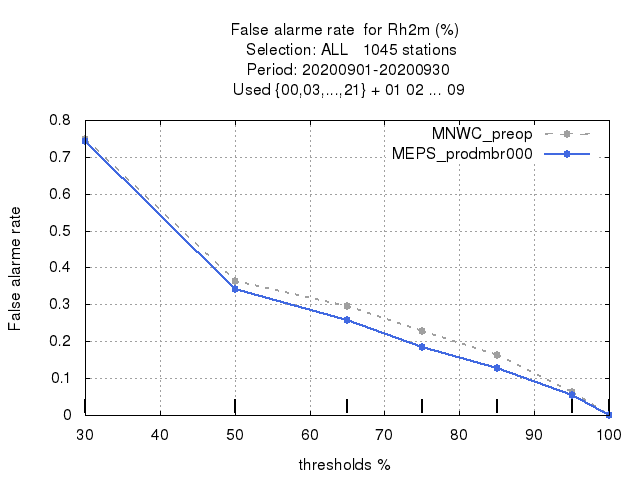 False alarme rate  for Rh2m (%)
Selection: ALL   1045 stations
Period: 20200901-20200930
Used {00,03,...,21} + 01 02 ... 09
MNWC_preop
MEPS_prodmbr000
False alarme rate
0.8
0.7
0.6
0.5
0.4
0.3
0.2
0.1
0
30 40 50 60 70 80 90 100
thresholds %